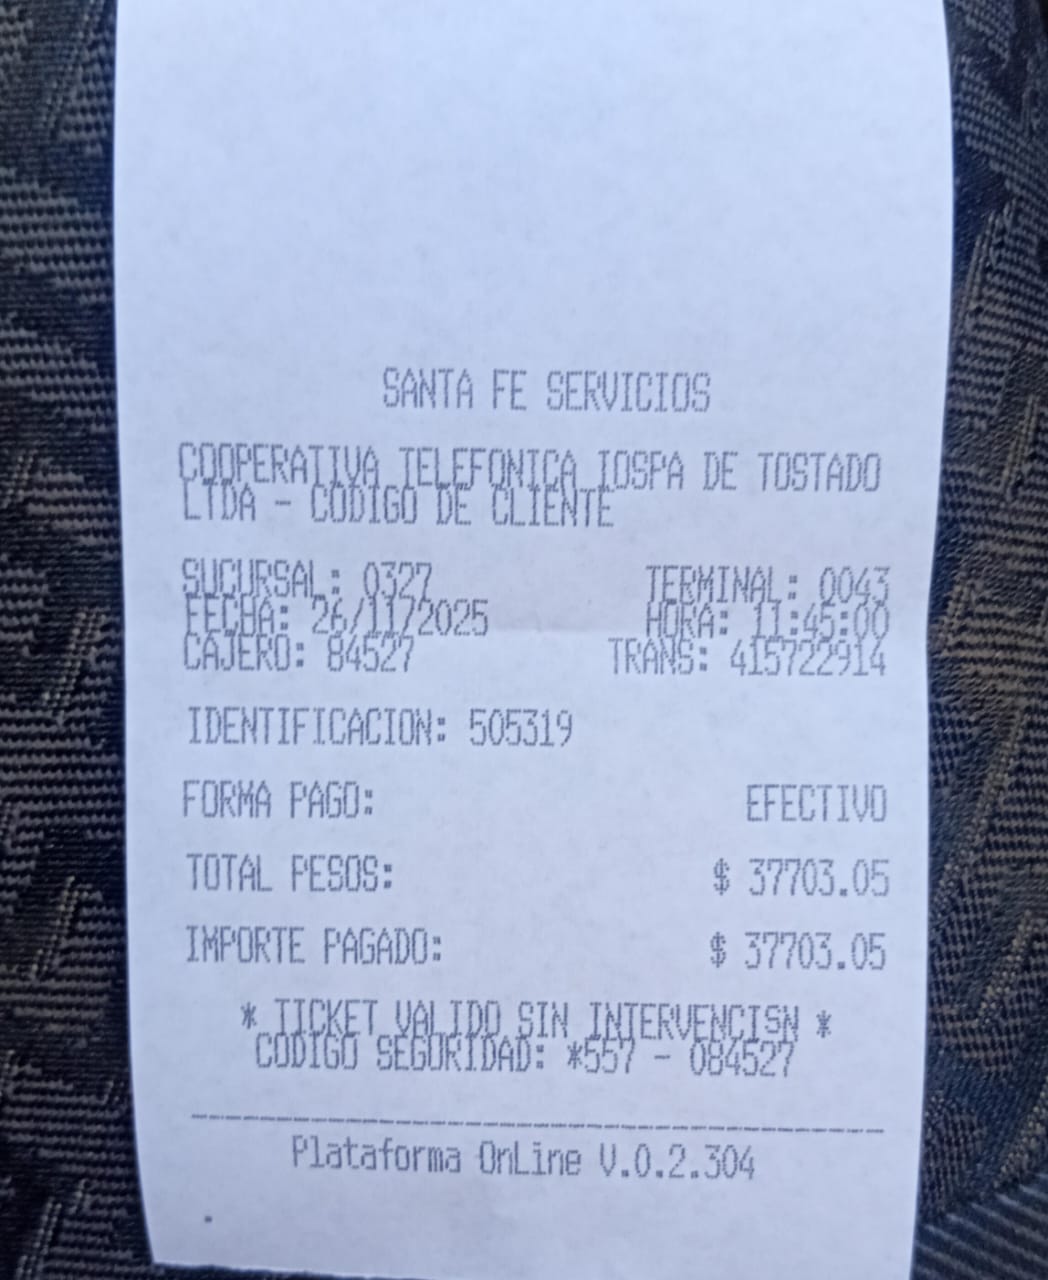 SANTA FE SERVICIOS
COOPERATIVA TELEFONICA IOSPA DE TOSTADO
LTDA - CODIGO DE CLIENTE
SUCURSAL: 0327 TERMINAL: 0043
FECHA: 26/11/2025 HORA: 11:45:00
CAJERO: 84527 TRANS: 415722914
IDENTIFICACION: 505319
FORMA PAGO: EFECTIVO
TOTAL PESOS: $ 37703.05
IMPORTE PAGADO: $ 37703.05
* TICKET VALIDO SIN INTERVENCISN *
CODIGO SEGURIDAD: *557 - 084527
Plataforma OnLine V.0.2.304